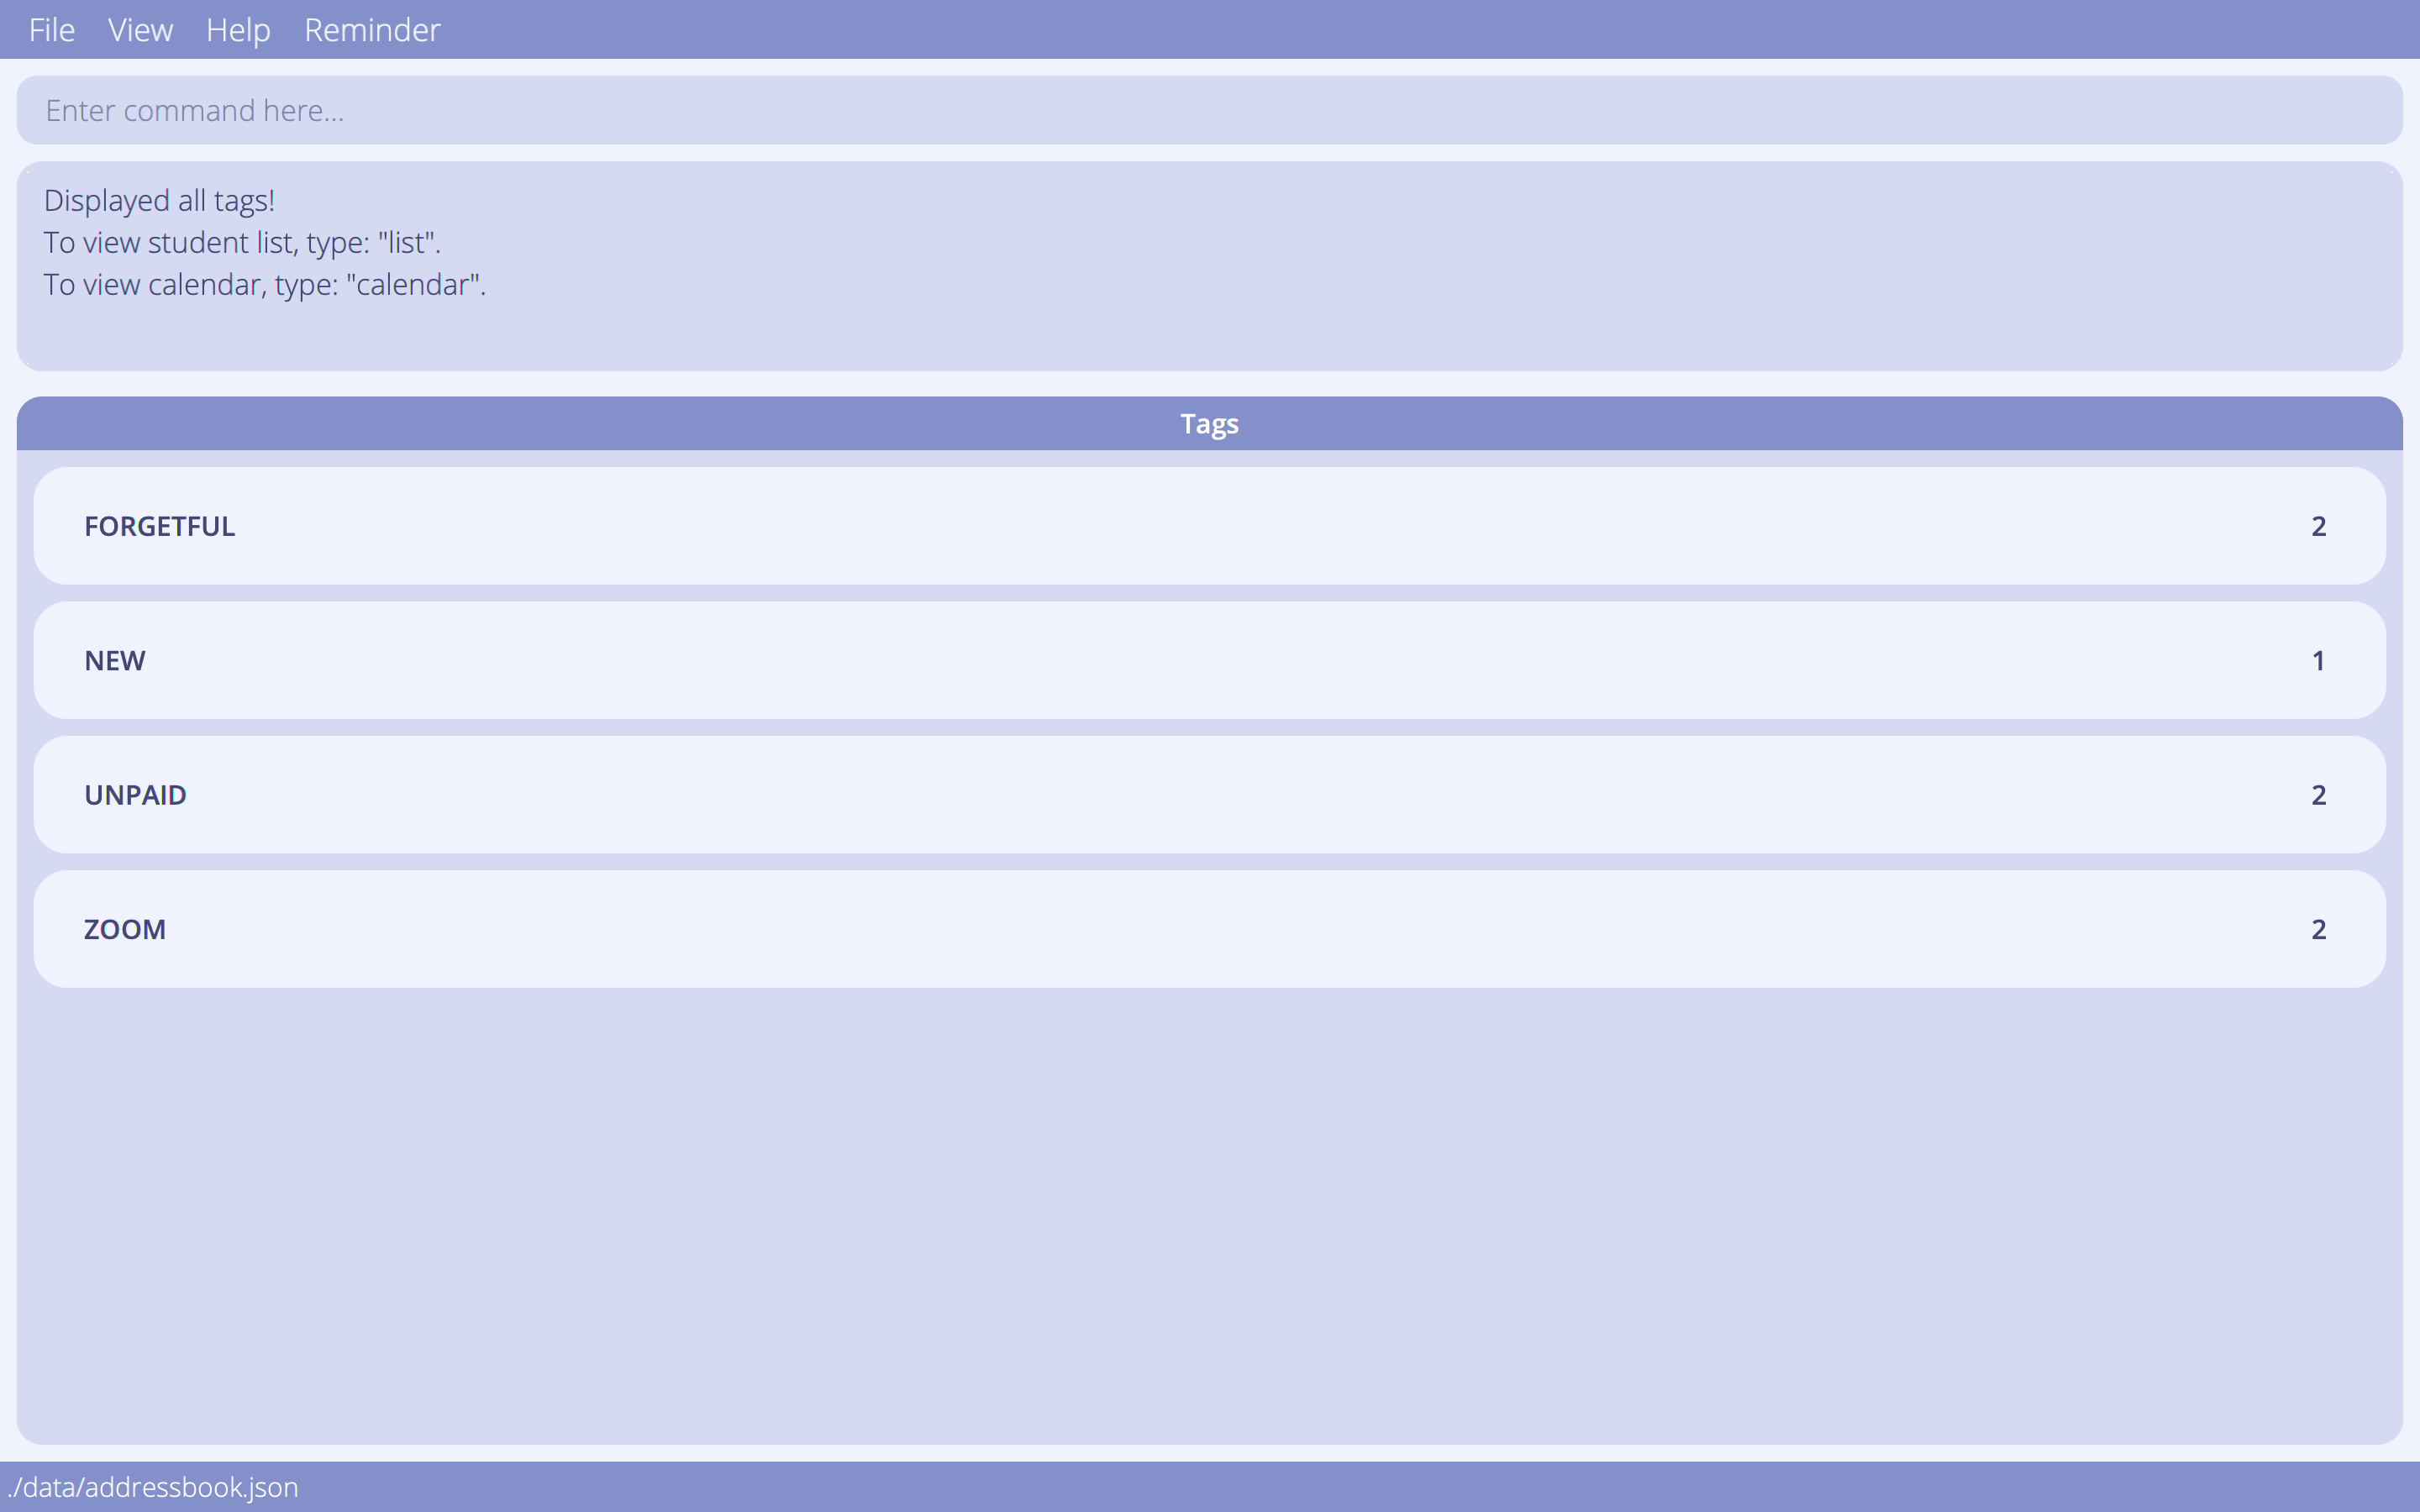 File View Help Reminder
Enter command here...
Displayed all tags!
To view student list, type: "list".
To view calendar, type: "calendar".
Tags
FORGETFUL 2
NEW 1
UNPAID 2
ZOOM 2
./data/addressbook.json